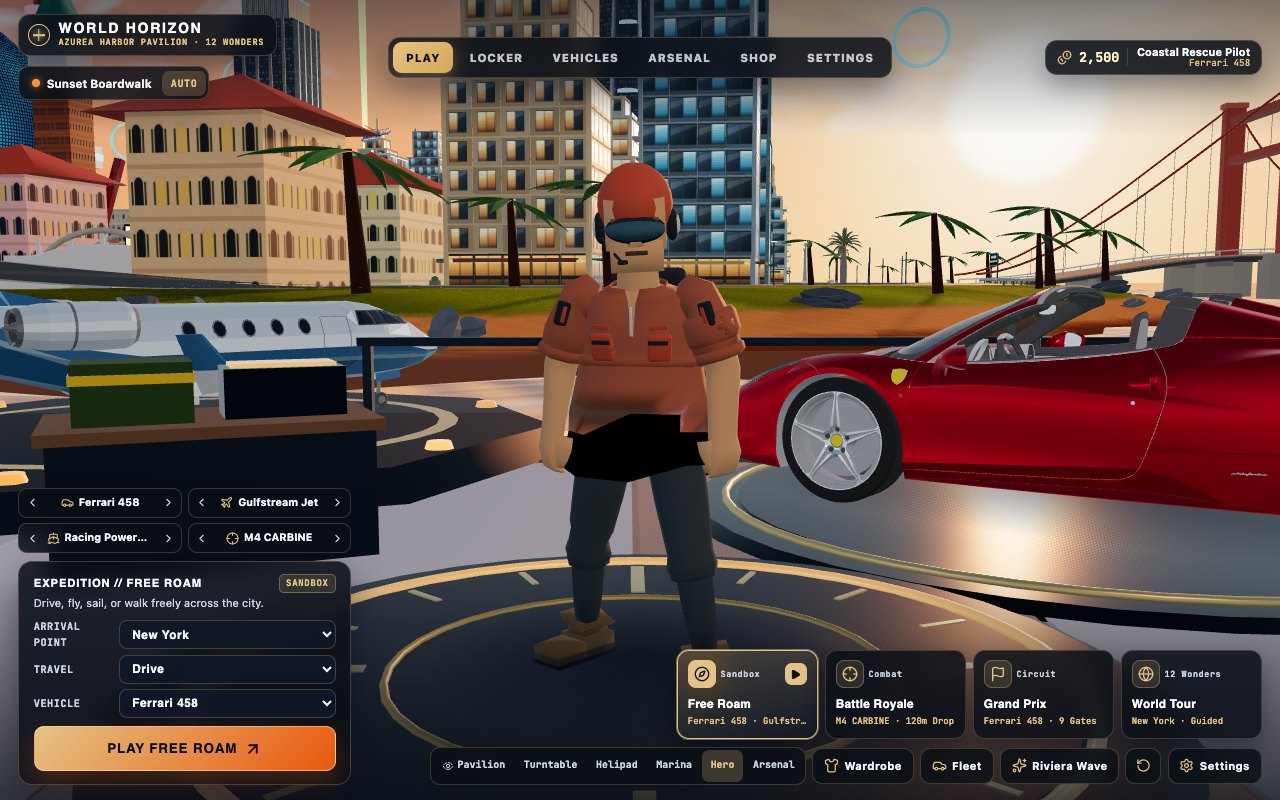 WORLD HORIZON
AZUREA HARBOR PAVILION · 12 WONDERS
Sunset Boardwalk AUTO
PLAY LOCKER VEHICLES ARSENAL SHOP SETTINGS
2,500 Coastal Rescue Pilot
Ferrari 458
Ferrari 458
Gulfstream Jet
Racing Power...
M4 CARBINE
EXPEDITION // FREE ROAM SANDBOX
Drive, fly, sail, or walk freely across the city.
ARRIVAL
POINT
New York
TRAVEL Drive
VEHICLE Ferrari 458
PLAY FREE ROAM
Sandbox
Free Roam
Ferrari 458 · Gulfstr…
Combat
Battle Royale
M4 CARBINE · 120m Drop
Circuit
Grand Prix
Ferrari 458 · 9 Gates
12 Wonders
World Tour
New York · Guided
Pavilion Turntable Helipad Marina Hero Arsenal
Wardrobe Fleet Riviera Wave Settings